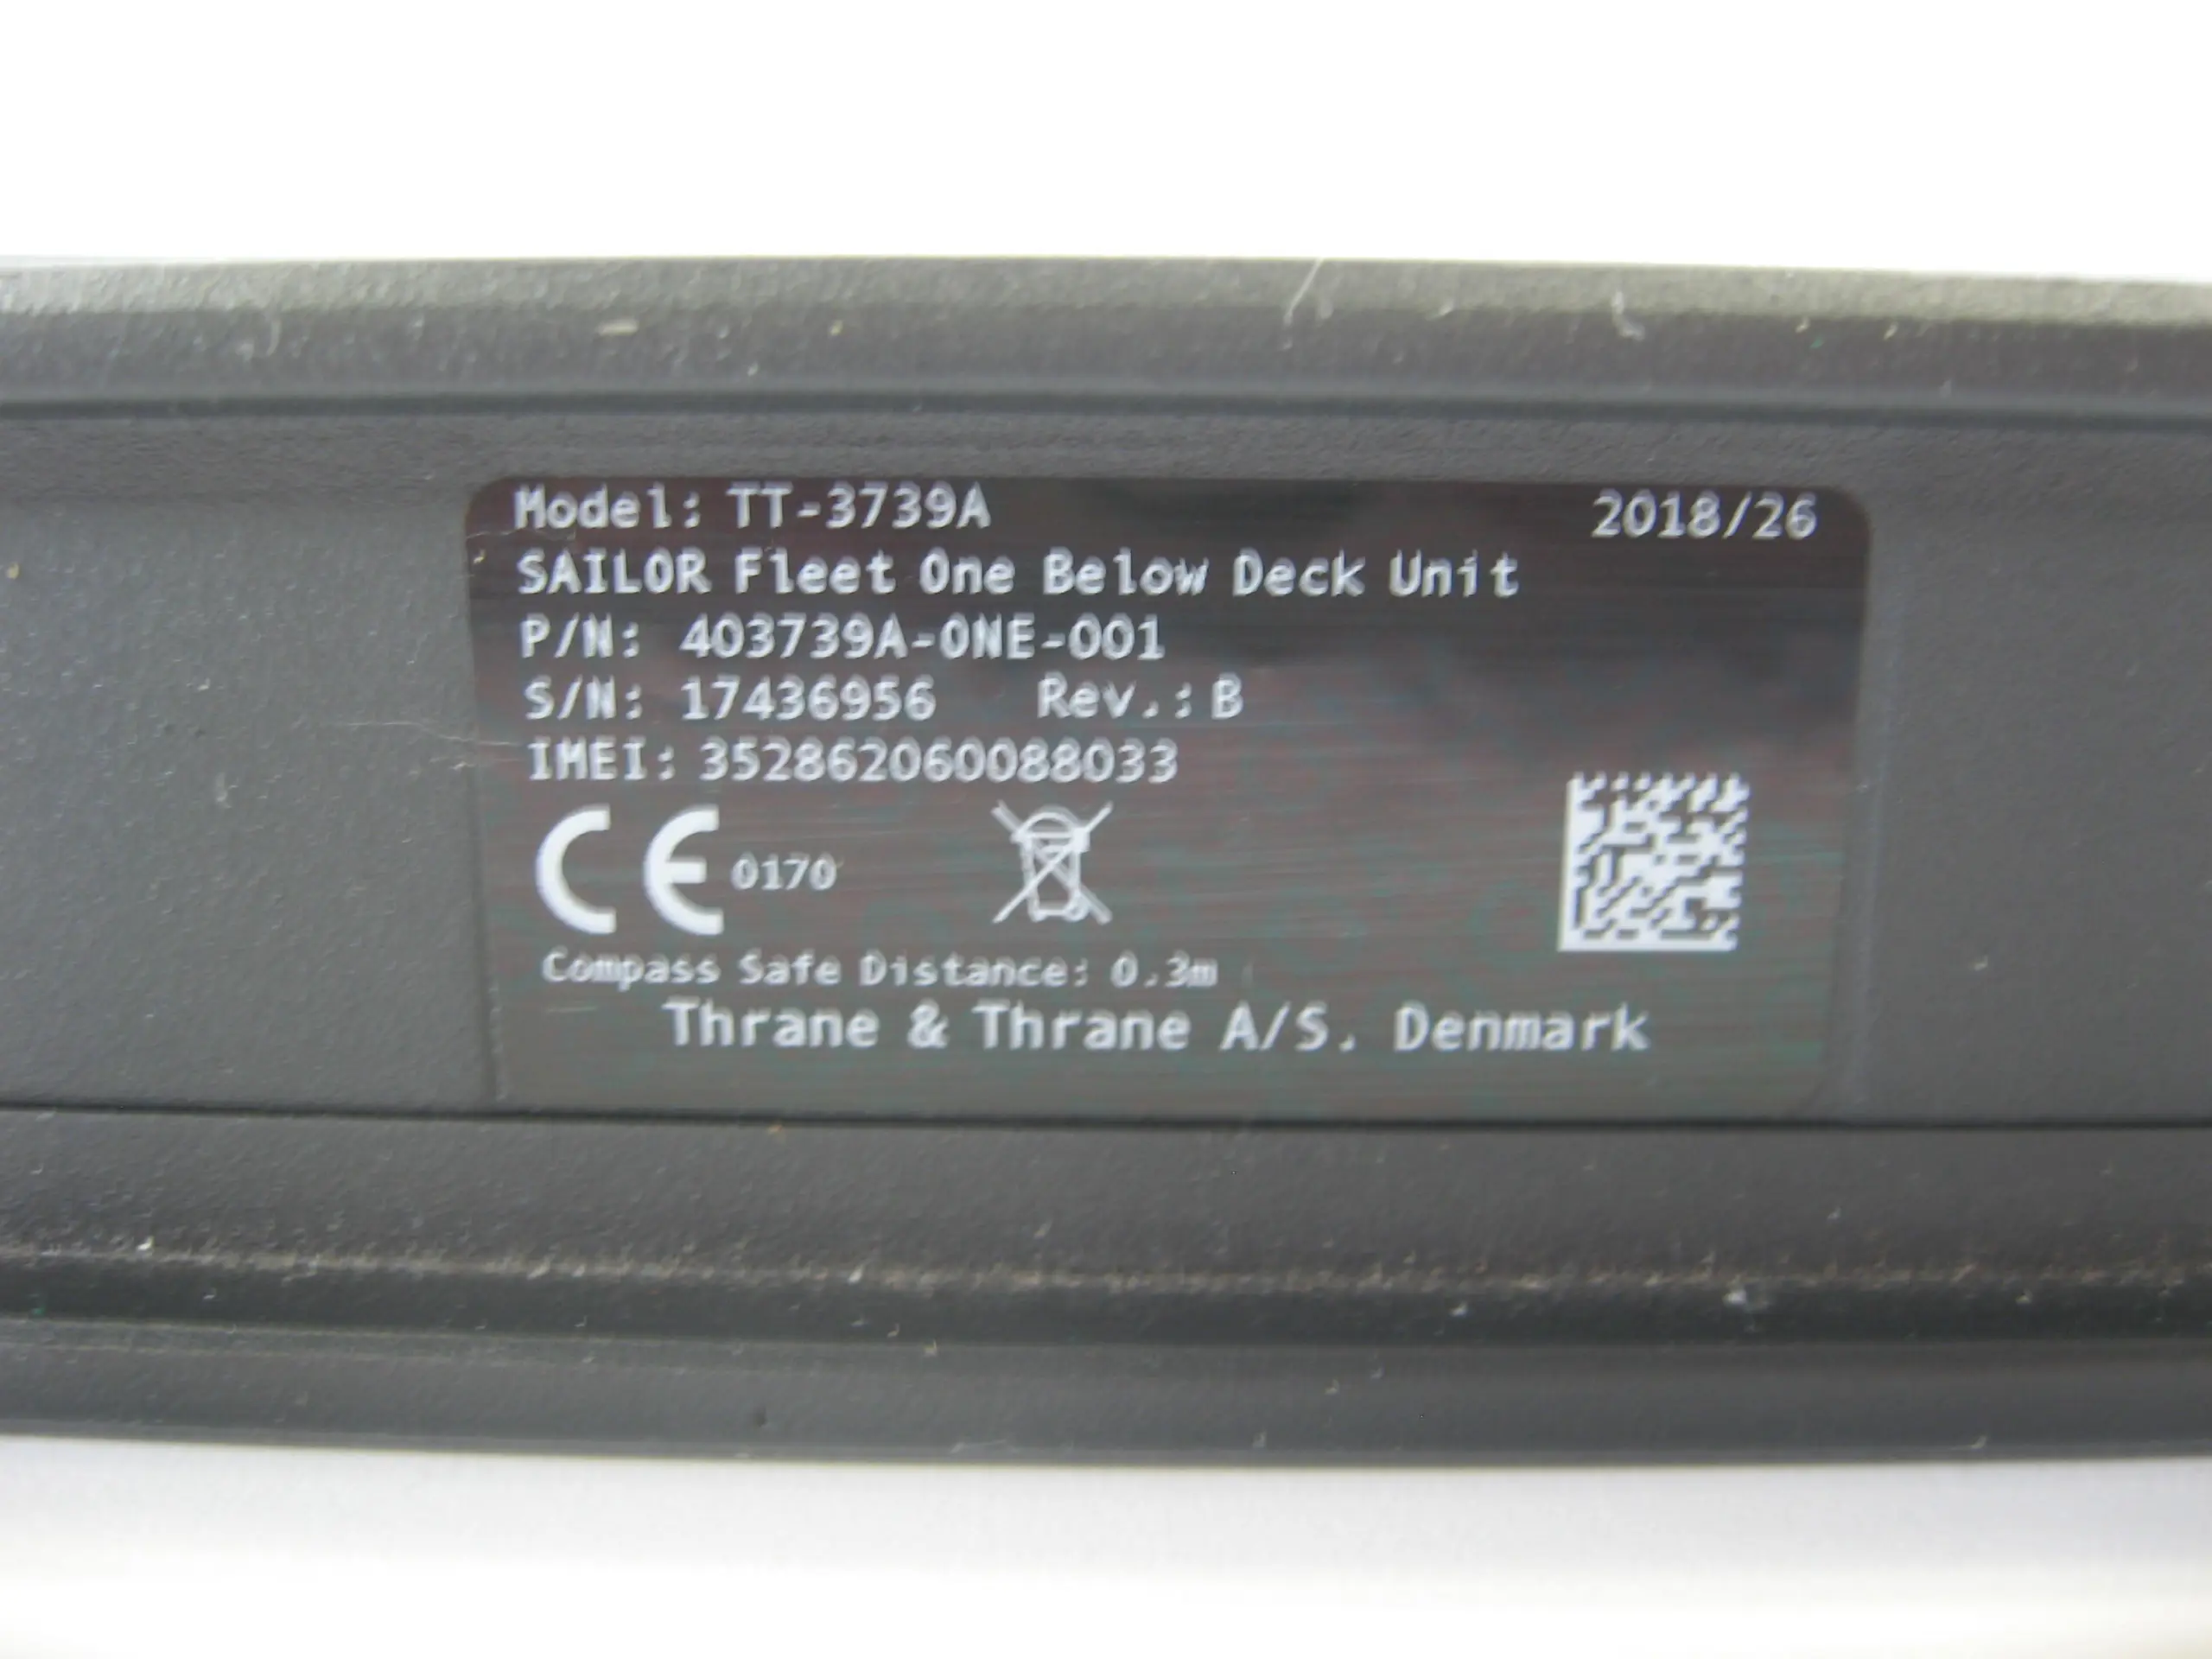 Model: TT-3739A 2018/26
SAILOR Fleet One Below Deck Unit
P/N: 403739A-0NE-001
S/N: 17436956 Rev.: B
IMEI: 352862060088033
CE 0170
Compass Safe Distance: 0.3m
Thrane & Thrane A/S. Denmark